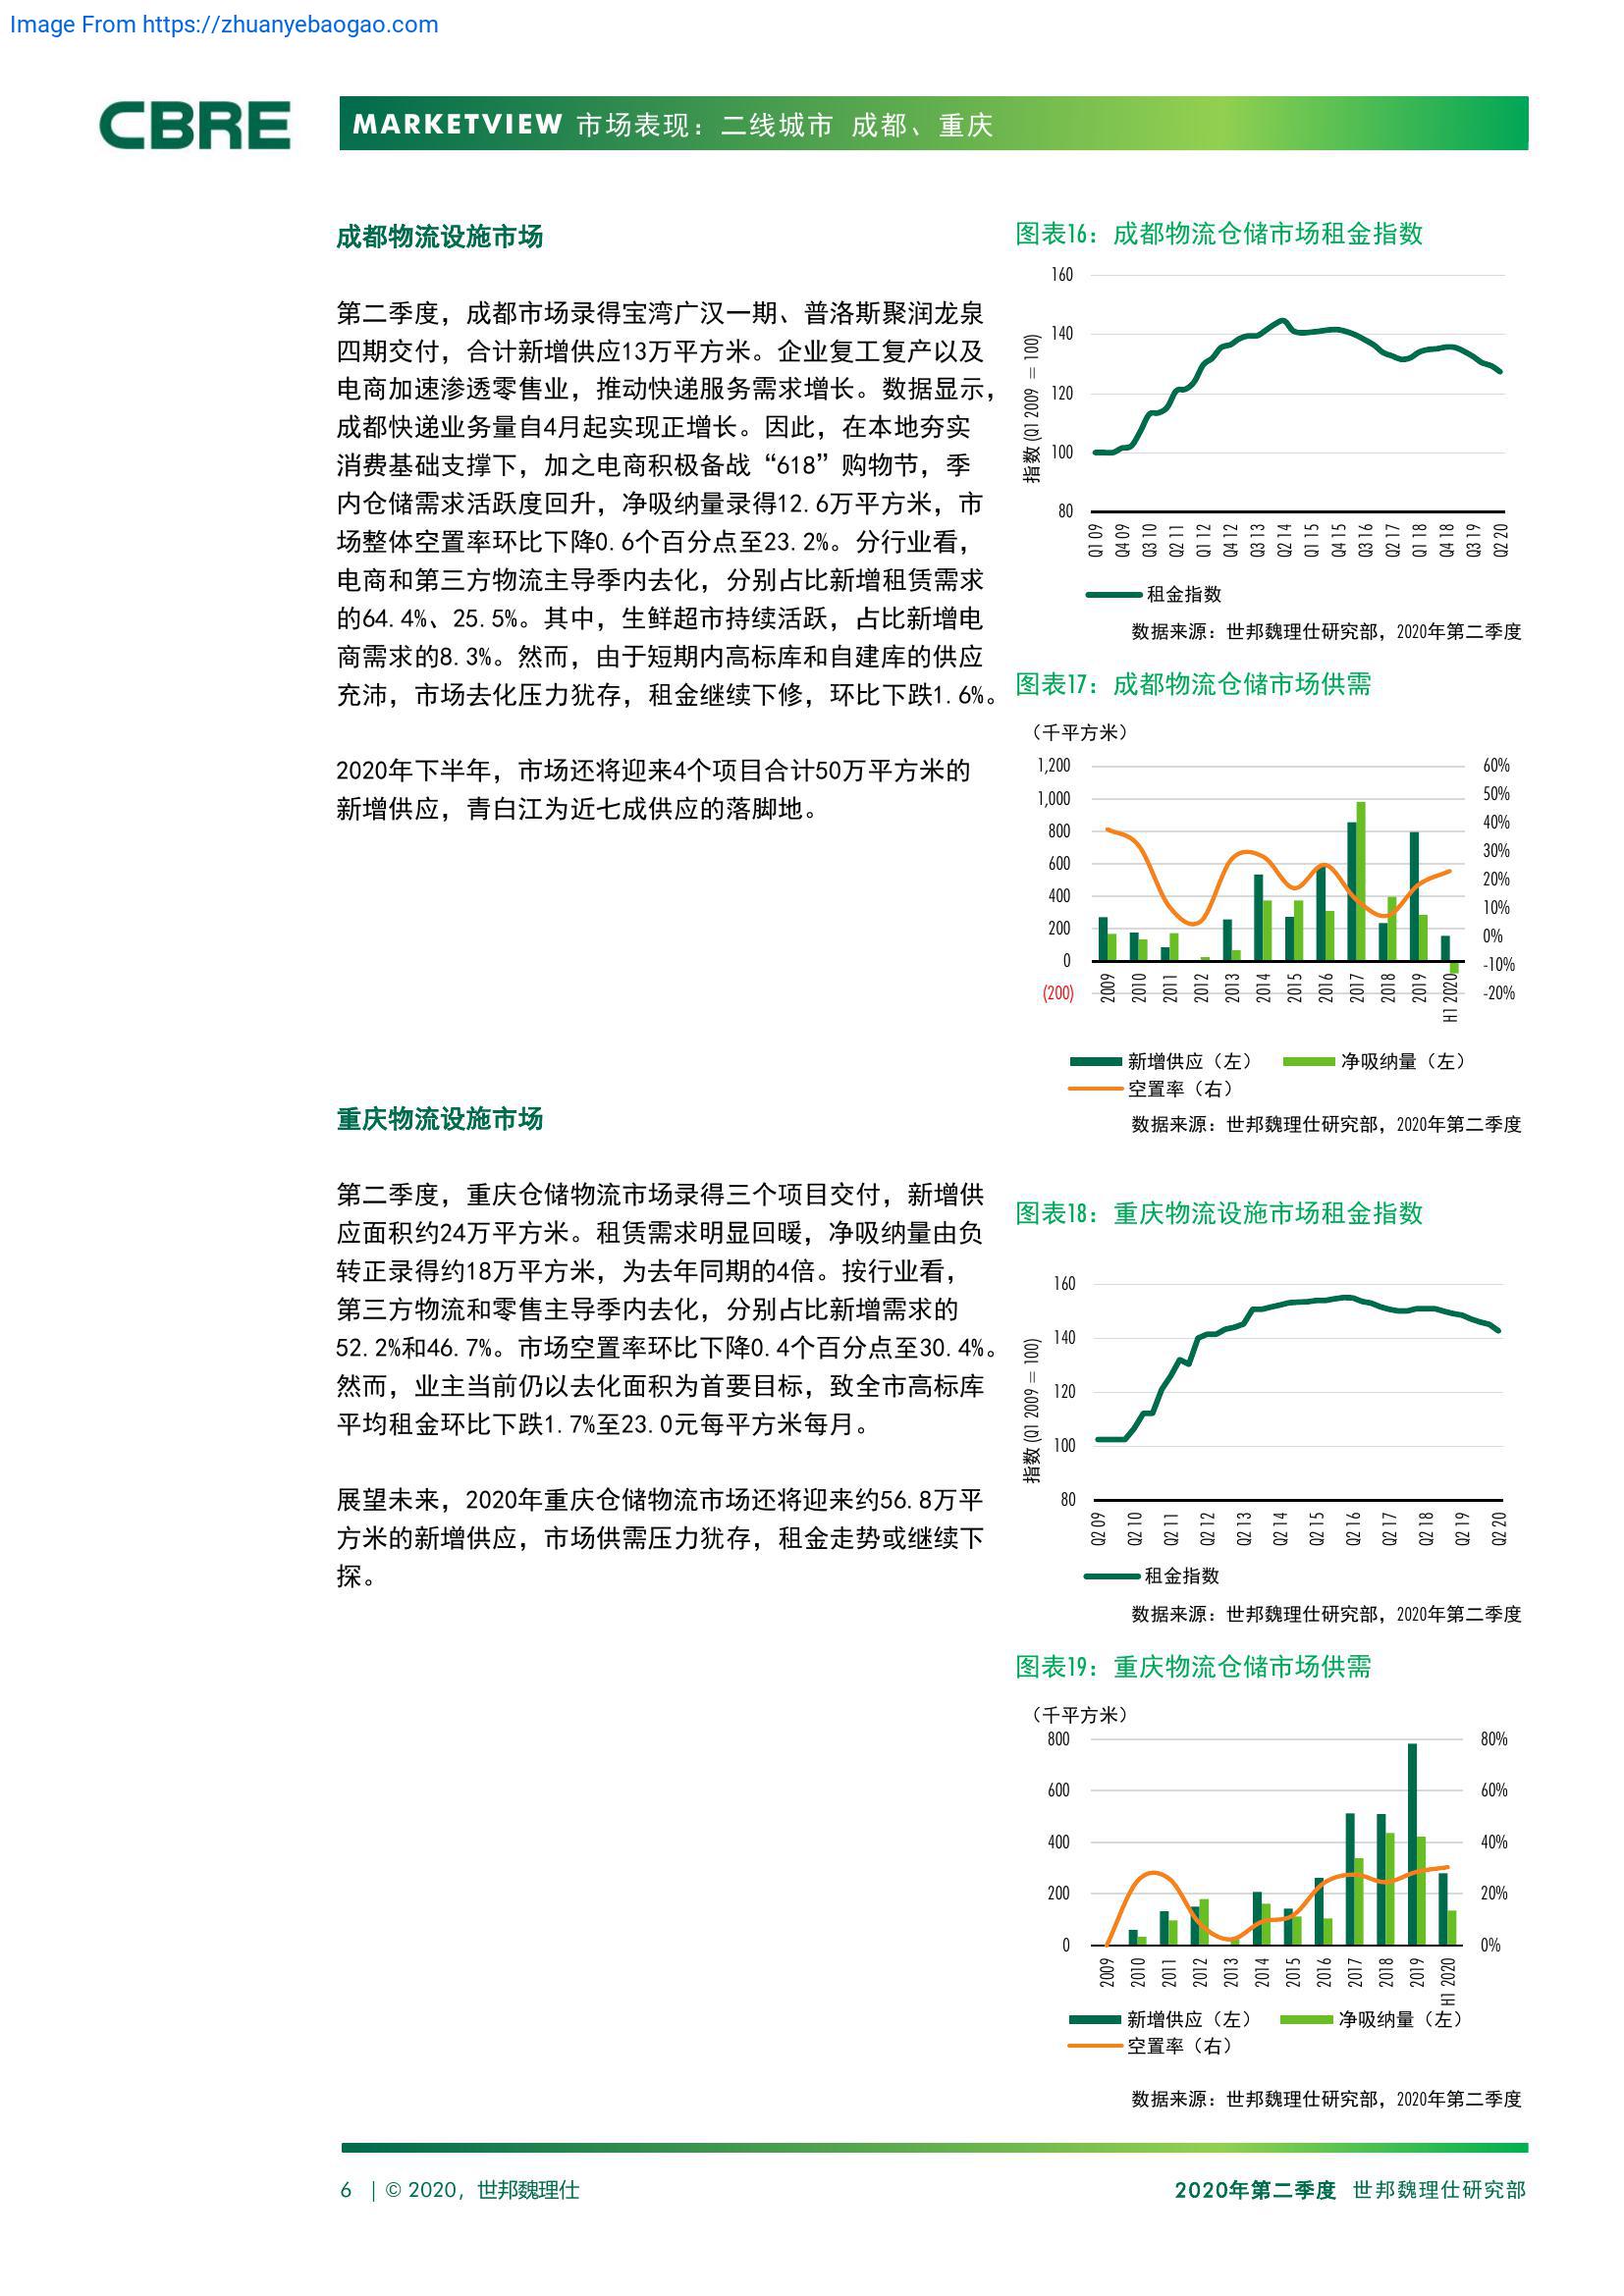 Image From https://zhuanyebaogao.com
CBRE
MARKETVIEW 市场表现：二线城市 成都、重庆
成都物流设施市场
第二季度，成都市场录得宝湾广汉一期、普洛斯聚润龙泉
四期交付，合计新增供应13万平方米。企业复工复产以及
电商加速渗透零售业，推动快递服务需求增长。数据显示，
成都快递业务量自4月起实现正增长。因此，在本地夯实
消费基础支撑下，加之电商积极备战“618”购物节，季
内仓储需求活跃度回升，净吸纳量录得12.6万平方米，市
场整体空置率环比下降0.6个百分点至23.2%。分行业看，
电商和第三方物流主导季内去化，分别占比新增租赁需求
的64.4%、25.5%。其中，生鲜超市持续活跃，占比新增电
商需求的8.3%。然而，由于短期内高标库和自建库的供应
充沛，市场去化压力犹存，租金继续下修，环比下跌1.6%。
2020年下半年，市场还将迎来4个项目合计50万平方米的
新增供应，青白江为近七成供应的落脚地。
重庆物流设施市场
第二季度，重庆仓储物流市场录得三个项目交付，新增供
应面积约24万平方米。租赁需求明显回暖，净吸纳量由负
转正录得约18万平方米，为去年同期的4倍。按行业看，
第三方物流和零售主导季内去化，分别占比新增需求的
52.2%和46.7%。市场空置率环比下降0.4个百分点至30.4%。
然而，业主当前仍以去化面积为首要目标，致全市高标库
平均租金环比下跌1.7%至23.0元每平方米每月。
展望未来，2020年重庆仓储物流市场还将迎来约56.8万平
方米的新增供应，市场供需压力犹存，租金走势或继续下
探。
图表16：成都物流仓储市场租金指数
指数 (Q1 2009 = 100)
160
140
120
100
80
Q1 09 Q4 09 Q3 10 Q2 11 Q1 12 Q4 12 Q3 13 Q2 14 Q1 15 Q4 15 Q3 16 Q2 17 Q1 18 Q4 18 Q3 19 Q2 20
租金指数
数据来源：世邦魏理仕研究部，2020年第二季度
图表17：成都物流仓储市场供需
（千平方米）
1,200 60%
1,000 50%
800 40%
600 30%
400 20%
200 10%
0 0%
(200) -10%
-20%
2009 2010 2011 2012 2013 2014 2015 2016 2017 2018 2019 H1 2020
新增供应（左） 净吸纳量（左）
空置率（右）
数据来源：世邦魏理仕研究部，2020年第二季度
图表18：重庆物流设施市场租金指数
指数 (Q1 2009 = 100)
160
140
120
100
80
Q2 09 Q2 10 Q2 11 Q2 12 Q2 13 Q2 14 Q2 15 Q2 16 Q2 17 Q2 18 Q2 19 Q2 20
租金指数
数据来源：世邦魏理仕研究部，2020年第二季度
图表19：重庆物流仓储市场供需
（千平方米）
800 80%
600 60%
400 40%
200 20%
0 0%
2009 2010 2011 2012 2013 2014 2015 2016 2017 2018 2019 H1 2020
新增供应（左） 净吸纳量（左）
空置率（右）
数据来源：世邦魏理仕研究部，2020年第二季度
6 | © 2020，世邦魏理仕
2020年第二季度 世邦魏理仕研究部